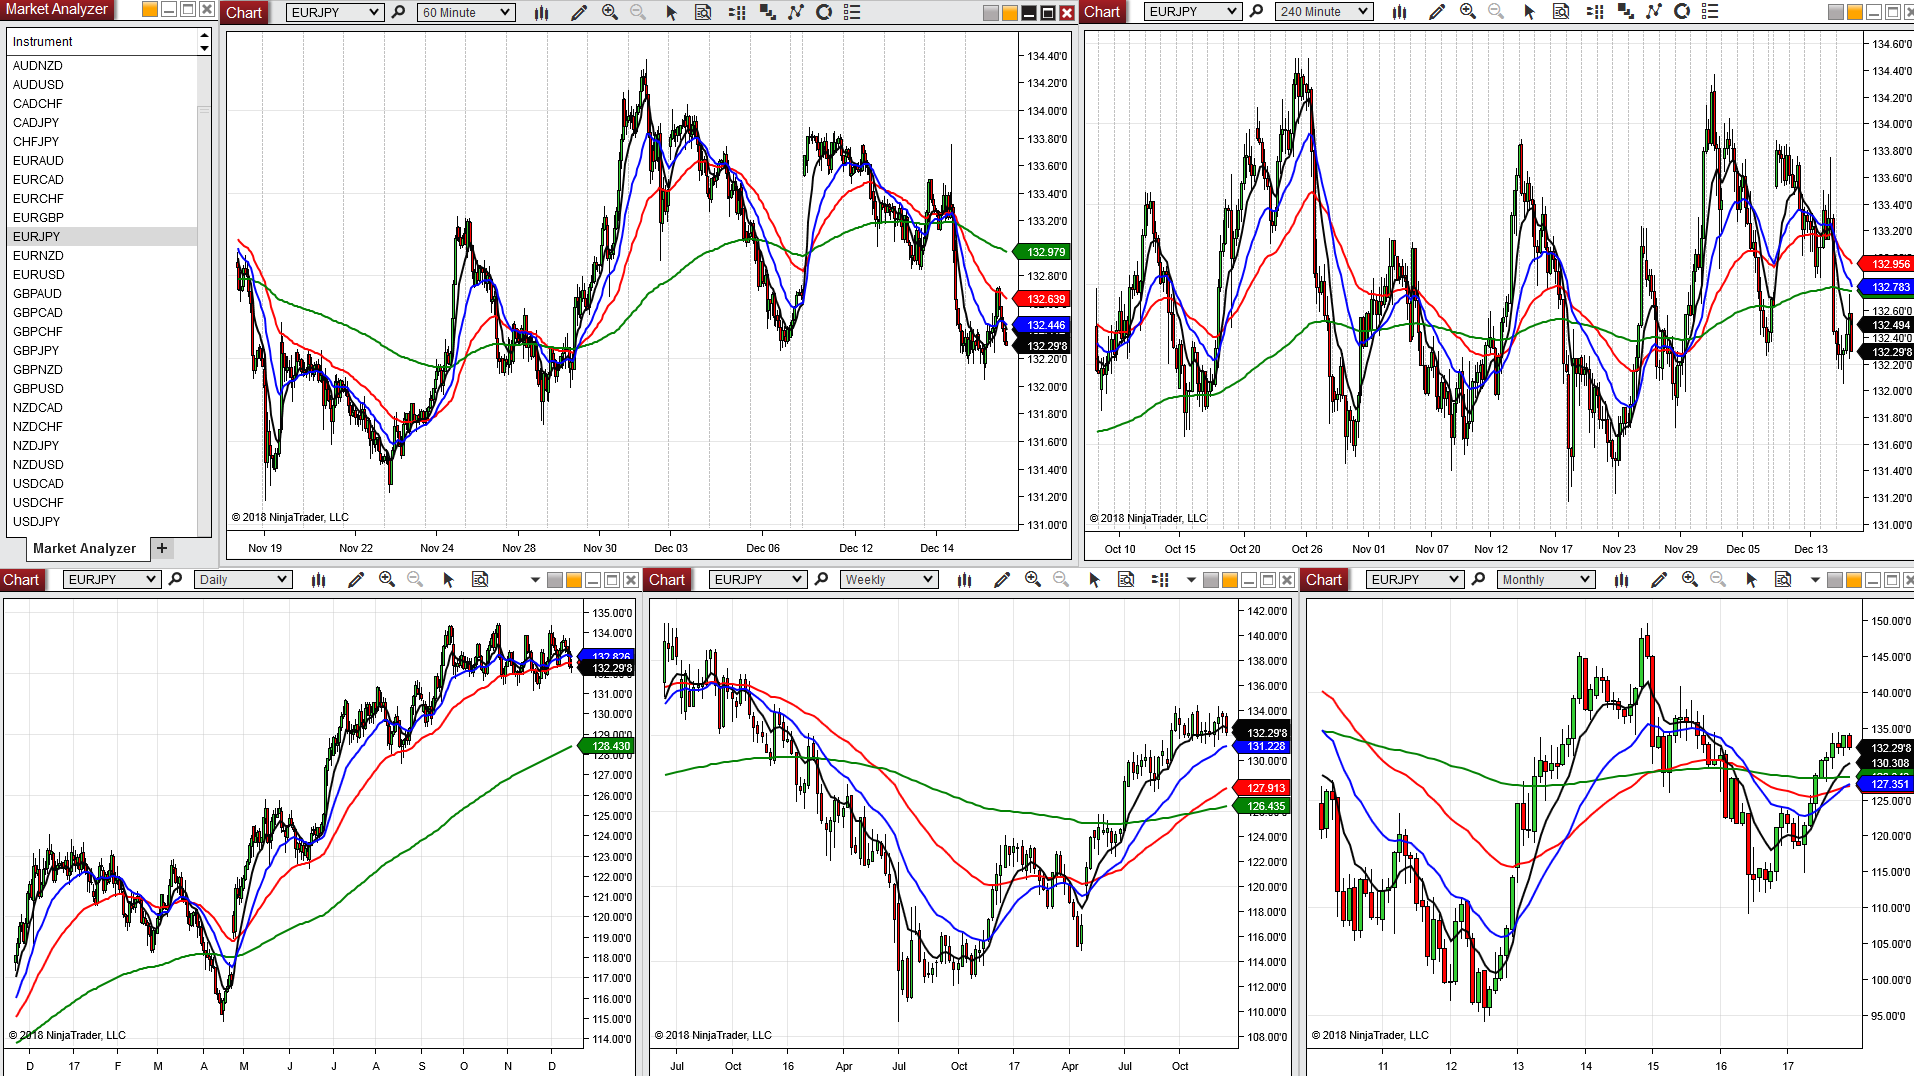 Market Analyzer
Instrument
AUDNZD
AUDUSD
CADCHF
CADJPY
CHFJPY
EURAUD
EURCAD
EURCHF
EURGBP
EURJPY
EURNZD
EURUSD
GBPAUD
GBPCAD
GBPCHF
GBPJPY
GBPNZD
GBPUSD
NZDCAD
NZDCHF
NZDJPY
NZDUSD
USDCAD
USDCHF
USDJPY
Market Analyzer +
Chart EURJPY 60 Minute
134.40'0
134.20'0
134.00'0
133.80'0
133.60'0
133.40'0
133.20'0
132.979
132.80'0
132.639
132.446
132.29'8
132.20'0
132.00'0
131.80'0
131.60'0
131.40'0
131.20'0
131.00'0
© 2018 NinjaTrader, LLC
Nov 19 Nov 22 Nov 24 Nov 28 Nov 30 Dec 03 Dec 06 Dec 12 Dec 14
Chart EURJPY 240 Minute
134.60'0
134.40'0
134.20'0
134.00'0
133.80'0
133.60'0
133.40'0
133.20'0
132.956
132.783
132.60'0
132.494
132.40'0
132.29'8
132.20'0
132.00'0
131.80'0
131.60'0
131.40'0
131.20'0
131.00'0
© 2018 NinjaTrader, LLC
Oct 10 Oct 15 Oct 20 Oct 26 Nov 01 Nov 07 Nov 12 Nov 17 Nov 23 Nov 29 Dec 05 Dec 13
Chart EURJPY Daily
135.00'0
134.00'0
133.00'0
132.826
132.29'8
131.00'0
130.00'0
129.00'0
128.430
128.00'0
127.00'0
126.00'0
125.00'0
124.00'0
123.00'0
122.00'0
121.00'0
120.00'0
119.00'0
118.00'0
117.00'0
116.00'0
115.00'0
114.00'0
© 2018 NinjaTrader, LLC
D 17 F M A M J J A S O N D
Chart EURJPY Weekly
142.00'0
140.00'0
138.00'0
136.00'0
134.00'0
132.29'8
131.228
130.00'0
127.913
126.435
124.00'0
122.00'0
120.00'0
118.00'0
116.00'0
114.00'0
112.00'0
110.00'0
108.00'0
© 2018 NinjaTrader, LLC
Jul Oct 16 Apr Jul Oct 17 Apr Jul Oct
Chart EURJPY Monthly
150.00'0
145.00'0
140.00'0
135.00'0
132.29'8
130.308
127.351
125.00'0
120.00'0
115.00'0
110.00'0
105.00'0
100.00'0
95.00'0
© 2018 NinjaTrader, LLC
11 12 13 14 15 16 17